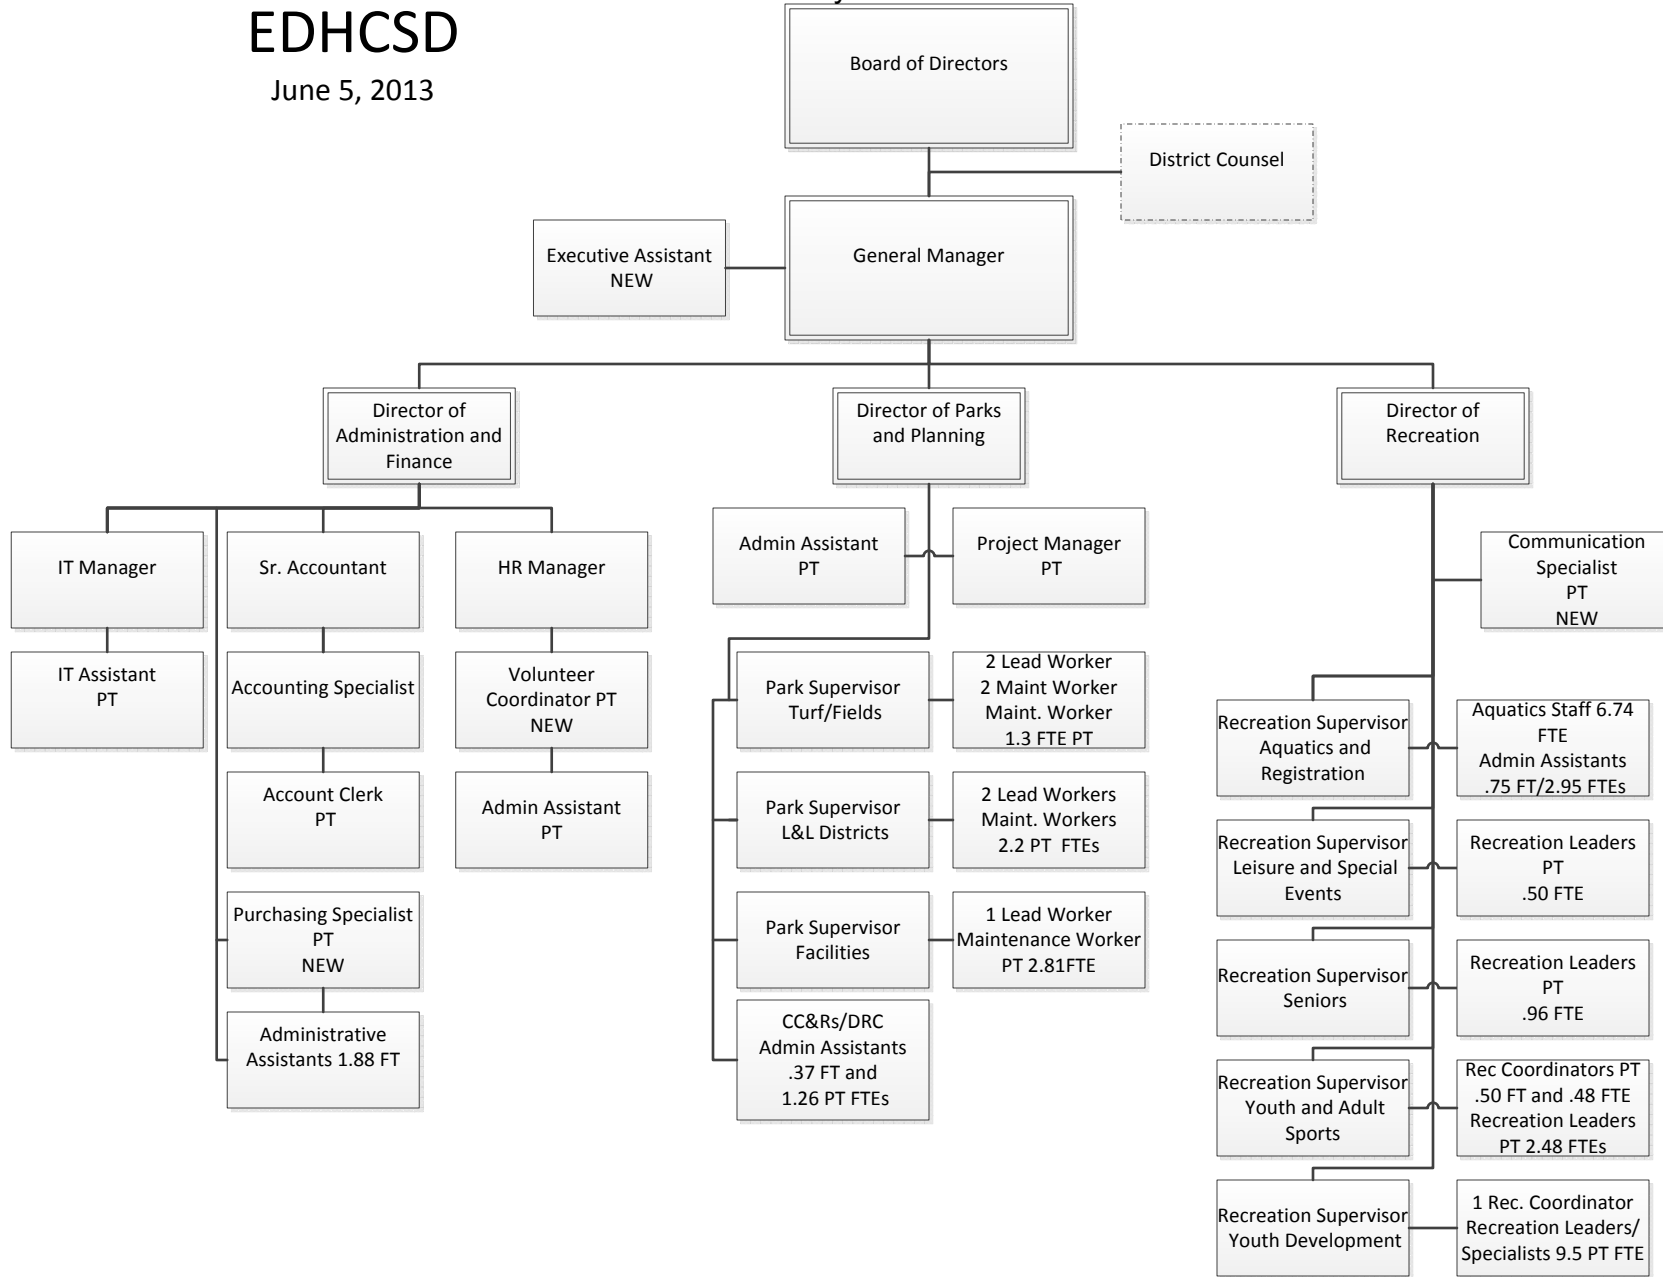 EDHCSD
June 5, 2013
Board of Directors
District Counsel
Executive Assistant
NEW
General Manager
Director of
Administration and
Finance
Director of Parks
and Planning
Director of
Recreation
IT Manager
Sr. Accountant
HR Manager
Admin Assistant
PT
Project Manager
PT
Communication
Specialist
PT
NEW
IT Assistant
PT
Accounting Specialist
Volunteer
Coordinator PT
NEW
Park Supervisor
Turf/Fields
2 Lead Worker
2 Maint Worker
Maint. Worker
1.3 FTE PT
Recreation Supervisor
Aquatics and
Registration
Aquatics Staff 6.74
FTE
Admin Assistants
.75 FT/2.95 FTEs
Account Clerk
PT
Admin Assistant
PT
Park Supervisor
L&L Districts
2 Lead Workers
Maint. Workers
2.2 PT  FTEs
Recreation Supervisor
Leisure and Special
Events
Recreation Leaders
PT
.50 FTE
Purchasing Specialist
PT
NEW
Park Supervisor
Facilities
1 Lead Worker
Maintenance Worker
PT 2.81FTE
Recreation Supervisor
Seniors
Recreation Leaders
PT
.96 FTE
Administrative
Assistants 1.88 FT
CC&Rs/DRC
Admin Assistants
.37 FT and
1.26 PT FTEs
Recreation Supervisor
Youth and Adult
Sports
Rec Coordinators PT
.50 FT and .48 FTE
Recreation Leaders
PT 2.48 FTEs
Recreation Supervisor
Youth Development
1 Rec. Coordinator
Recreation Leaders/
Specialists 9.5 PT FTE